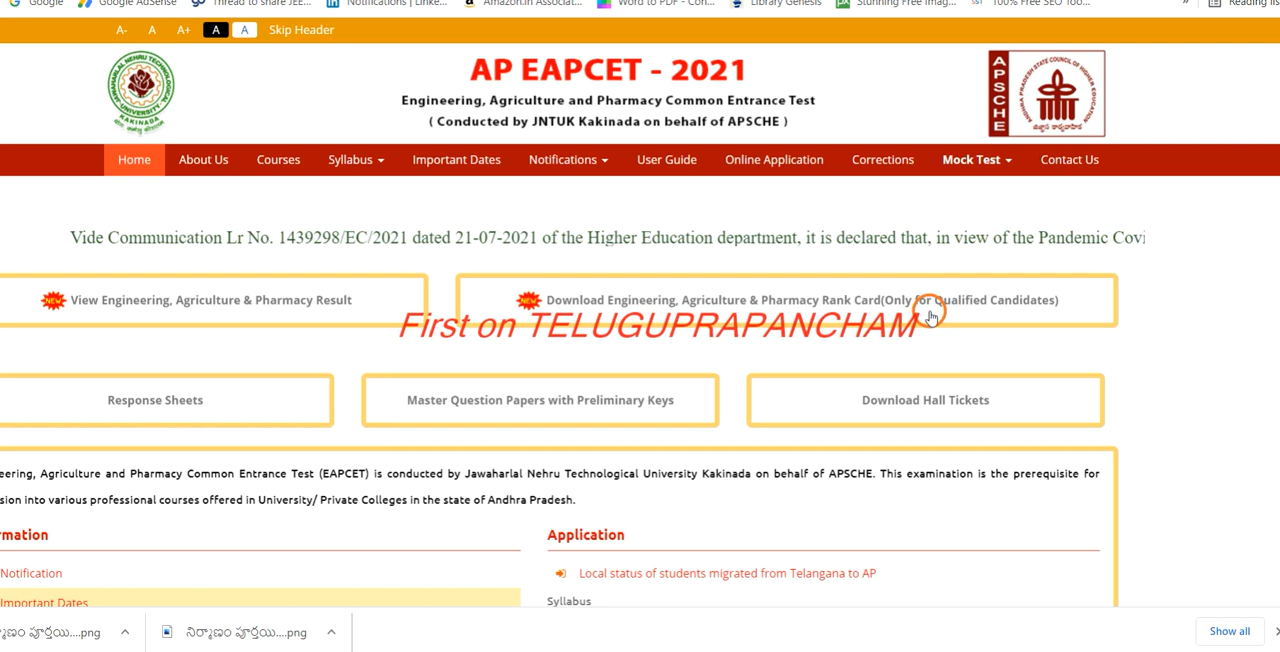 Google
Google AdSense
Thread to share JEE...
Notifications | Linke...
Amazon.in Associat...
Word to PDF - Con...
Library Genesis
Stunning Free Imag...
100% Free SEO Too...
»
Reading lis
A-
A
A+
A
A
Skip Header
AP EAPCET - 2021
Engineering, Agriculture and Pharmacy Common Entrance Test
( Conducted by JNTUK Kakinada on behalf of APSCHE )
KAKINADA
APSCHE
Home
About Us
Courses
Syllabus
Important Dates
Notifications
User Guide
Online Application
Corrections
Mock Test
Contact Us
Vide Communication Lr No. 1439298/EC/2021 dated 21-07-2021 of the Higher Education department, it is declared that, in view of the Pandemic Covi
NEW View Engineering, Agriculture & Pharmacy Result
NEW Download Engineering, Agriculture & Pharmacy Rank Card(Only for Qualified Candidates)
First on TELUGUPRAPANCHAM
Response Sheets
Master Question Papers with Preliminary Keys
Download Hall Tickets
eering, Agriculture and Pharmacy Common Entrance Test (EAPCET) is conducted by Jawaharlal Nehru Technological University Kakinada on behalf of APSCHE. This examination is the prerequisite for
sion into various professional courses offered in University/ Private Colleges in the state of Andhra Pradesh.
rmation
Application
Notification
Local status of students migrated from Telangana to AP
Important Dates
Syllabus
్మాణం పూర్తయి....png
నిర్మాణం పూర్తయి....png
Show all